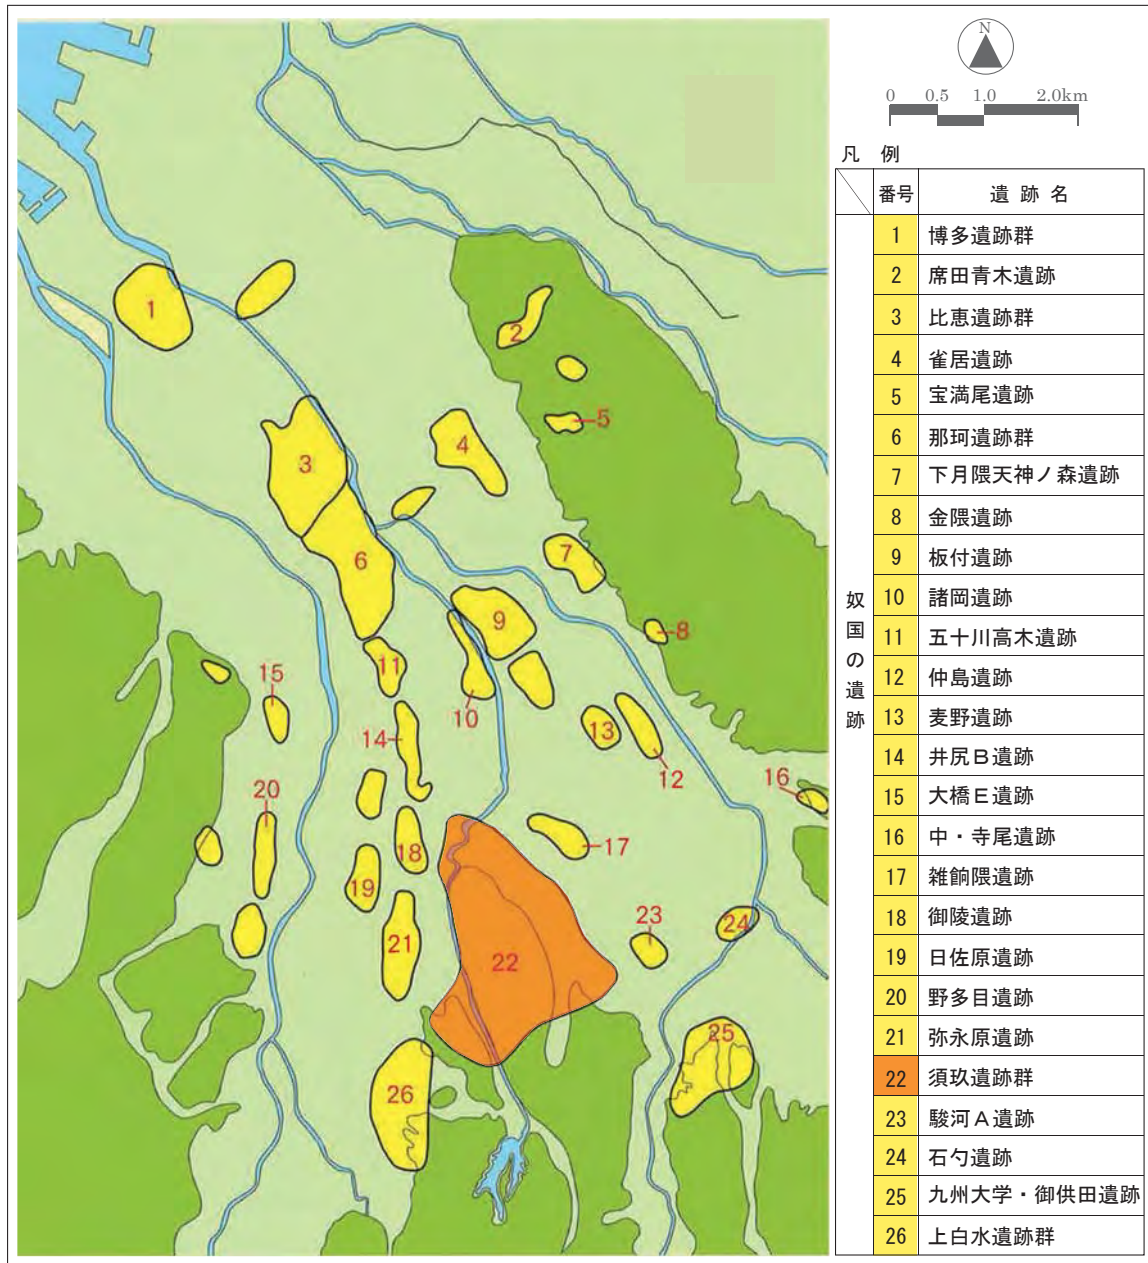 N
0 0.5 1.0 2.0km
凡 例
番号 遺跡名
奴国の遺跡
1 博多遺跡群
2 席田青木遺跡
3 比恵遺跡群
4 雀居遺跡
5 宝満尾遺跡
6 那珂遺跡群
7 下月隈天神ノ森遺跡
8 金隈遺跡
9 板付遺跡
10 諸岡遺跡
11 五十川高木遺跡
12 仲島遺跡
13 麦野遺跡
14 井尻B遺跡
15 大橋E遺跡
16 中・寺尾遺跡
17 雑餉隈遺跡
18 御陵遺跡
19 日佐原遺跡
20 野多目遺跡
21 弥永原遺跡
22 須玖遺跡群
23 駿河A遺跡
24 石勺遺跡
25 九州大学・御供田遺跡
26 上白水遺跡群
1
2
3
4
5
6
7
8
9
10
11
12
13
14
15
16
17
18
19
20
21
22
23
24
25
26